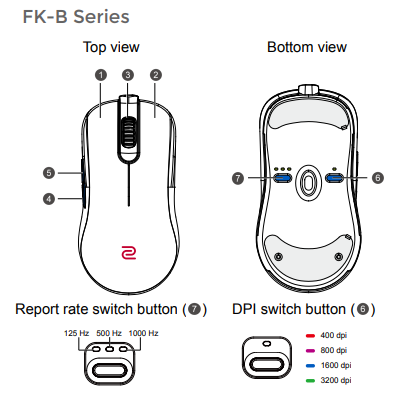 FK-B Series
Top view
Bottom view
1
3
2
5
4
7
6
Report rate switch button (7)
DPI switch button (6)
125 Hz 500 Hz 1000 Hz
400 dpi
800 dpi
1600 dpi
3200 dpi